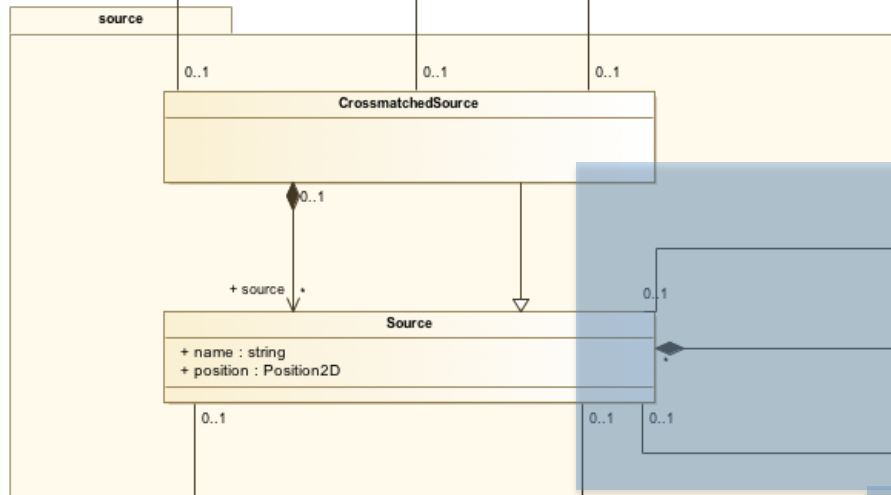 source
0..1
0..1
0..1
CrossmatchedSource
0..1
+ source
*
0..1
Source
+ name : string
+ position : Position2D
*
0..1
0..1
0..1